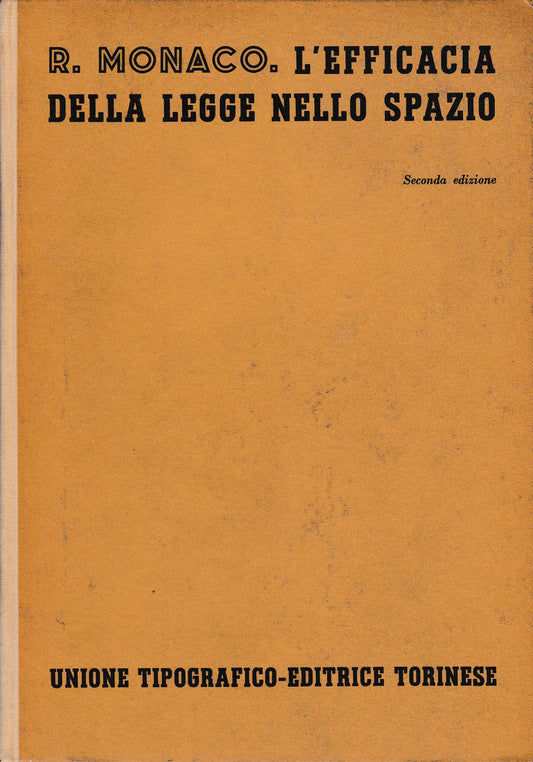 R. MONACO. L'EFFICACIA
DELLA LEGGE NELLO SPAZIO
Seconda edizione
UNIONE TIPOGRAFICO-EDITRICE TORINESE